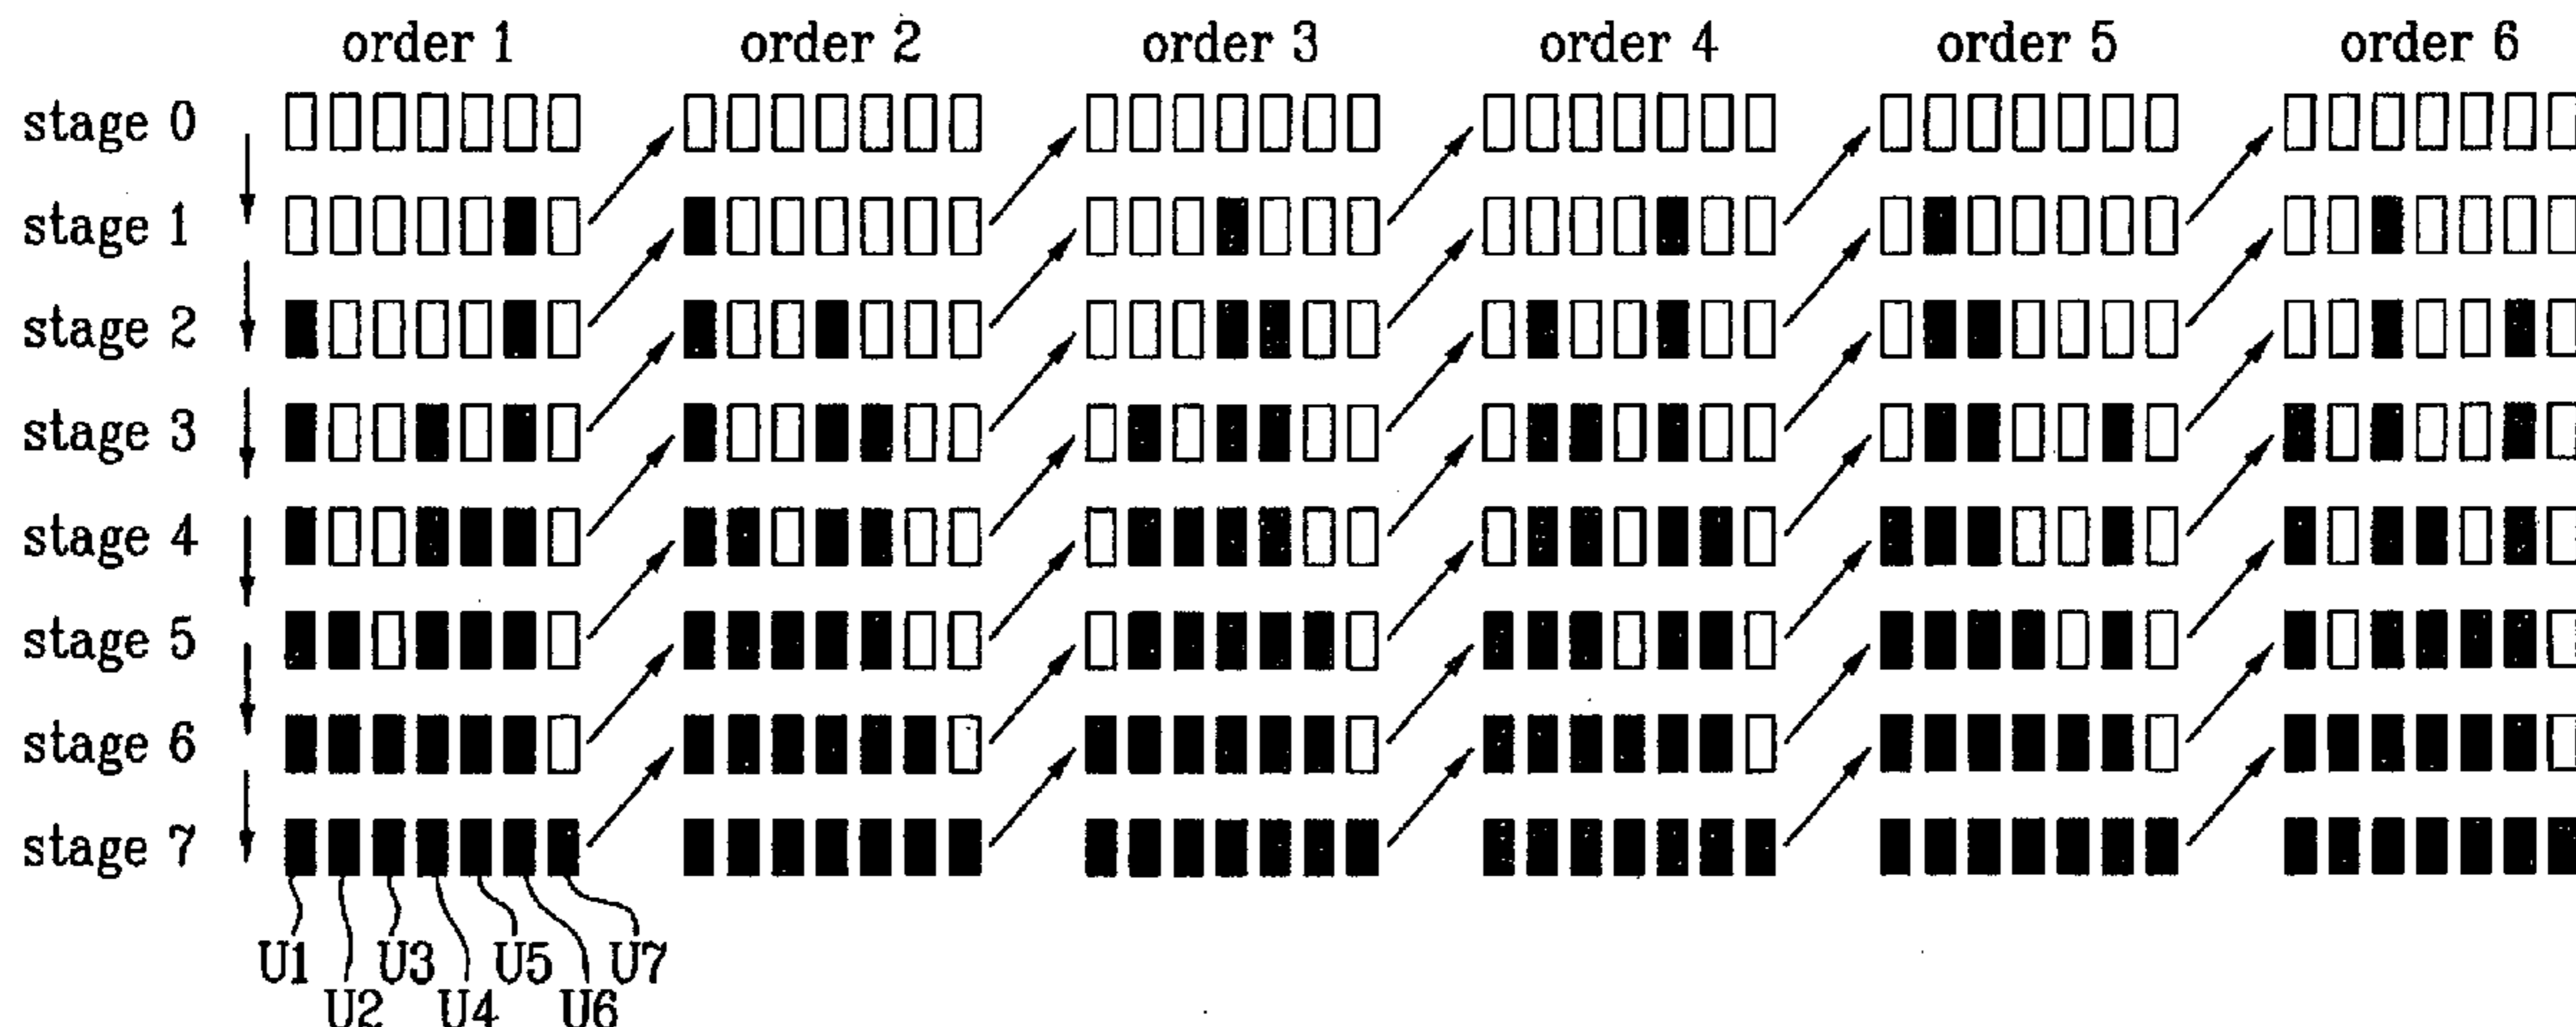 order 1 order 2 order 3 order 4 order 5 order 6
stage 0
stage 1
stage 2
stage 3
stage 4
stage 5
stage 6
stage 7
U1 U3 U5 U7
U2 U4 U6